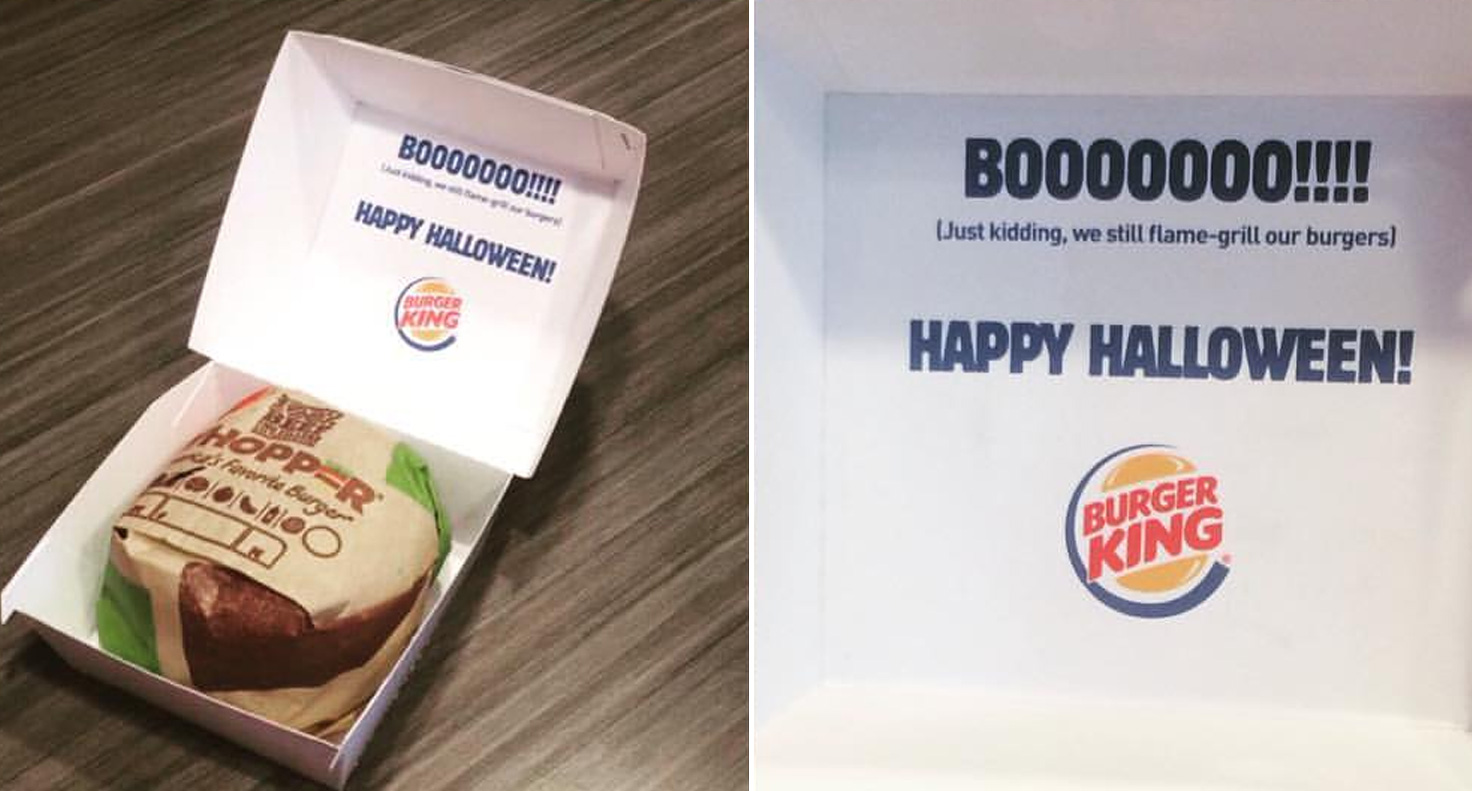 BOOOOOOO!!!!
(Just kidding, we still flame-grill our burgers)
HAPPY HALLOWEEN!
BURGER
KING
BEEF
HOPPER
Favorite Burger
BOOOOOOO!!!!
(Just kidding, we still flame-grill our burgers)
HAPPY HALLOWEEN!
BURGER
KING